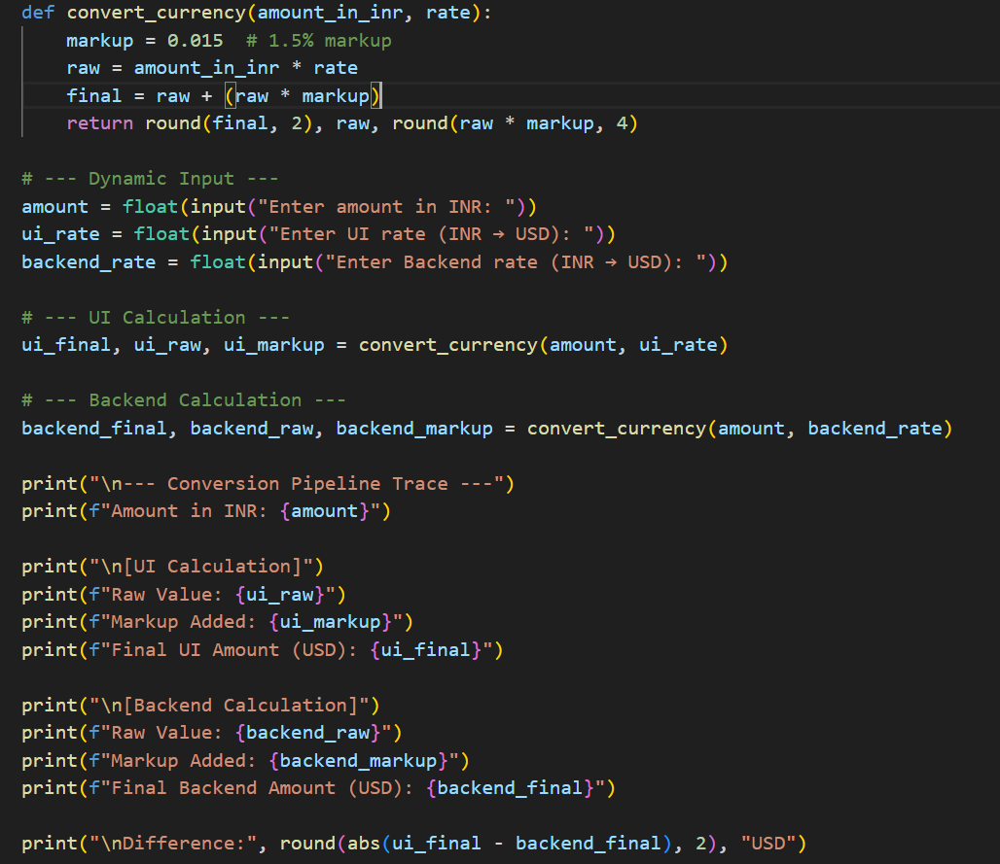 def convert_currency(amount_in_inr, rate):
    markup = 0.015  # 1.5% markup
    raw = amount_in_inr * rate
    final = raw + (raw * markup)
    return round(final, 2), raw, round(raw * markup, 4)

# --- Dynamic Input ---
amount = float(input("Enter amount in INR: "))
ui_rate = float(input("Enter UI rate (INR → USD): "))
backend_rate = float(input("Enter Backend rate (INR → USD): "))

# --- UI Calculation ---
ui_final, ui_raw, ui_markup = convert_currency(amount, ui_rate)

# --- Backend Calculation ---
backend_final, backend_raw, backend_markup = convert_currency(amount, backend_rate)

print("\n--- Conversion Pipeline Trace ---")
print(f"Amount in INR: {amount}")

print("\n[UI Calculation]")
print(f"Raw Value: {ui_raw}")
print(f"Markup Added: {ui_markup}")
print(f"Final UI Amount (USD): {ui_final}")

print("\n[Backend Calculation]")
print(f"Raw Value: {backend_raw}")
print(f"Markup Added: {backend_markup}")
print(f"Final Backend Amount (USD): {backend_final}")

print("\nDifference:", round(abs(ui_final - backend_final), 2), "USD")